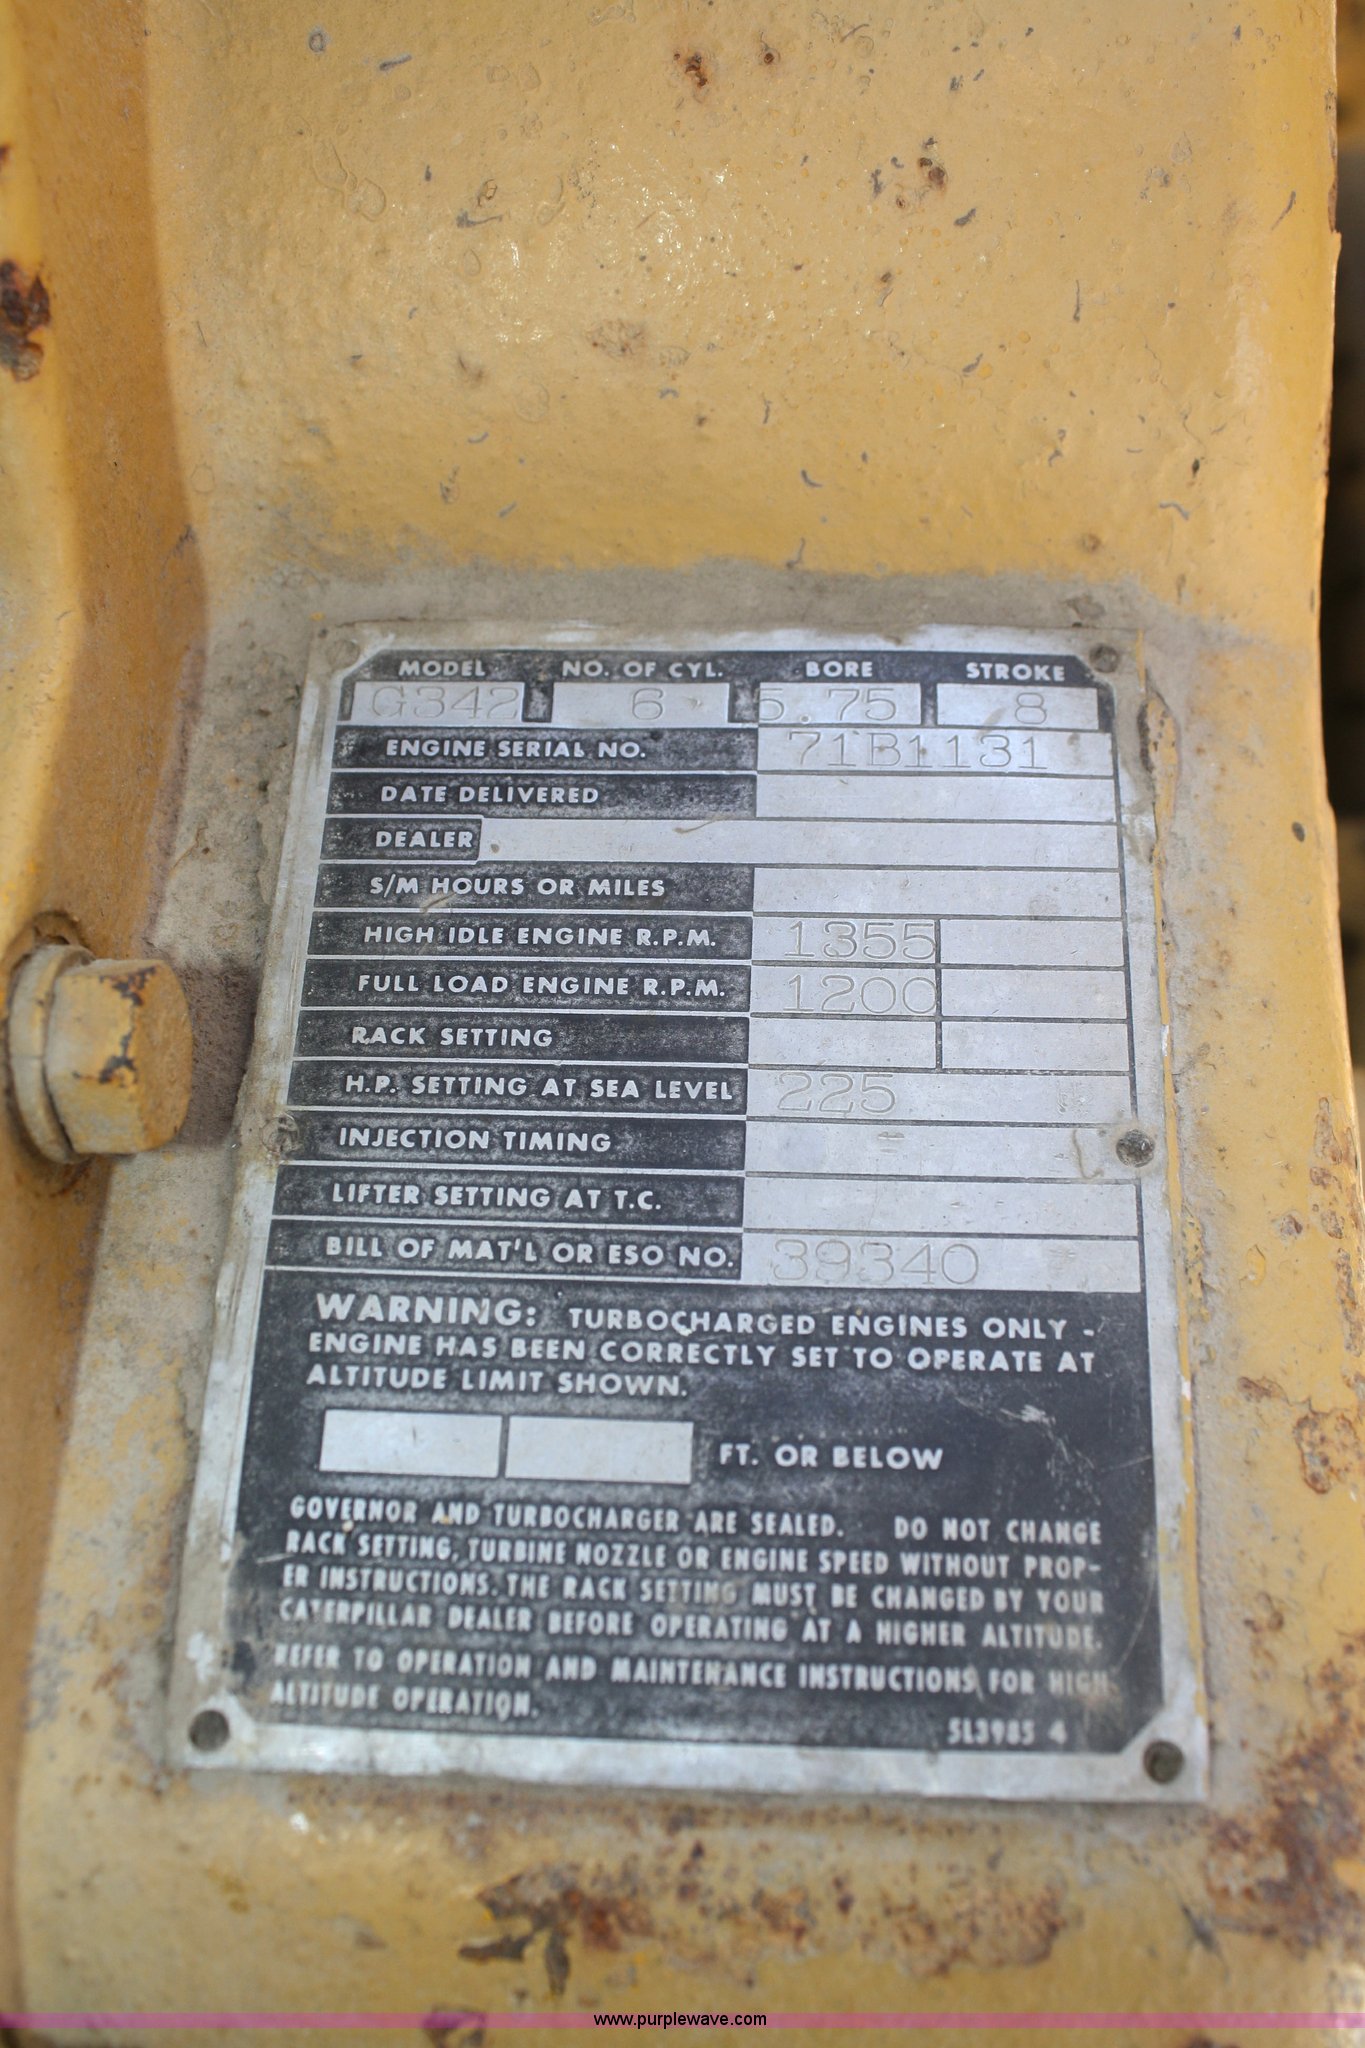 MODEL NO. OF CYL. BORE STROKE
G342 6 5.75 8
ENGINE SERIAL NO. 71B1131
DATE DELIVERED
DEALER
S/M HOURS OR MILES
HIGH IDLE ENGINE R.P.M. 1355
FULL LOAD ENGINE R.P.M. 1200
RACK SETTING
H.P. SETTING AT SEA LEVEL 225
INJECTION TIMING
LIFTER SETTING AT T.C.
BILL OF MAT'L OR ESO NO. 39340
WARNING: TURBOCHARGED ENGINES ONLY -
ENGINE HAS BEEN CORRECTLY SET TO OPERATE AT
ALTITUDE LIMIT SHOWN.
FT. OR BELOW
GOVERNOR AND TURBOCHARGER ARE SEALED. DO NOT CHANGE
RACK SETTING, TURBINE NOZZLE OR ENGINE SPEED WITHOUT PROP-
ER INSTRUCTIONS. THE RACK SETTING MUST BE CHANGED BY YOUR
CATERPILLAR DEALER BEFORE OPERATING AT A HIGHER ALTITUDE.
REFER TO OPERATION AND MAINTENANCE INSTRUCTIONS FOR HIGH
ALTITUDE OPERATION.
5L3985 4
www.purplewave.com